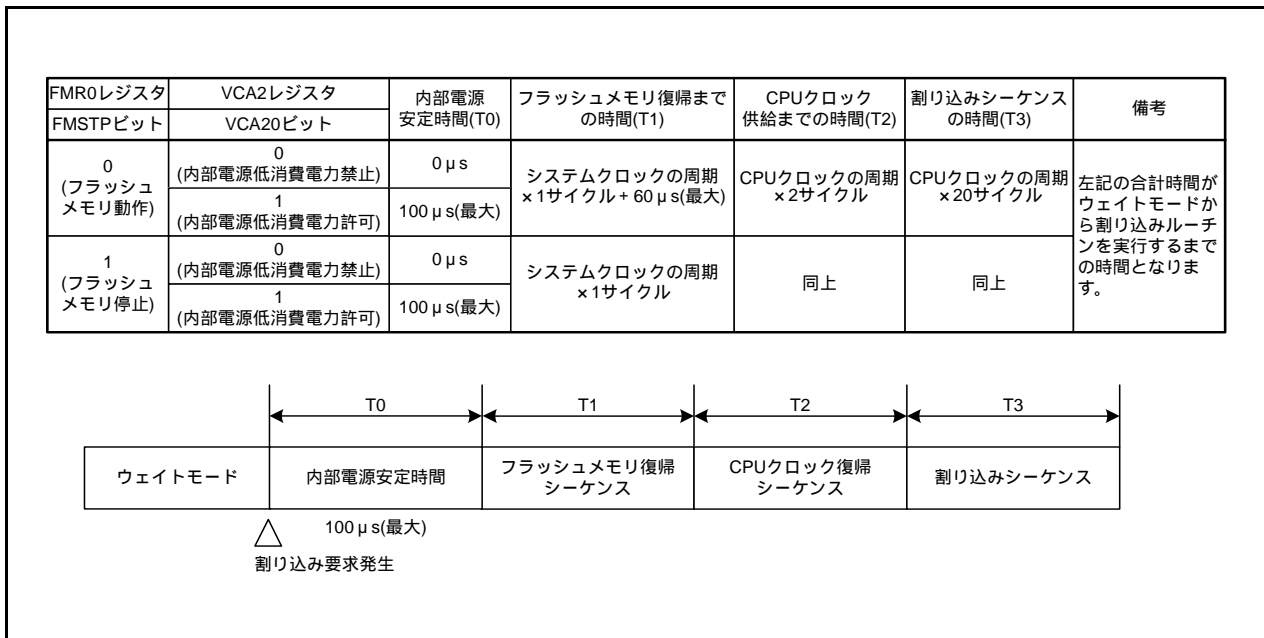 FMR0レジスタ
FMSTPビット
VCA2レジスタ
VCA20ビット
内部電源
安定時間(T0)
フラッシュメモリ復帰まで
の時間(T1)
CPUクロック
供給までの時間(T2)
割り込みシーケンス
の時間(T3)
備考
0
(フラッシュ
メモリ動作)
0
(内部電源低消費電力禁止)
0μs
1
(内部電源低消費電力許可)
100μs(最大)
システムクロックの周期
×1サイクル + 60μs(最大)
CPUクロックの周期
×2サイクル
CPUクロックの周期
×20サイクル
左記の合計時間が
ウェイトモードか
ら割り込みルーチ
ンを実行するまで
の時間となりま
す。
1
(フラッシュ
メモリ停止)
0
(内部電源低消費電力禁止)
0μs
1
(内部電源低消費電力許可)
100μs(最大)
システムクロックの周期
×1サイクル
同上
同上
T0
T1
T2
T3
ウェイトモード
内部電源安定時間
フラッシュメモリ復帰
シーケンス
CPUクロック復帰
シーケンス
割り込みシーケンス
100μs(最大)
割り込み要求発生